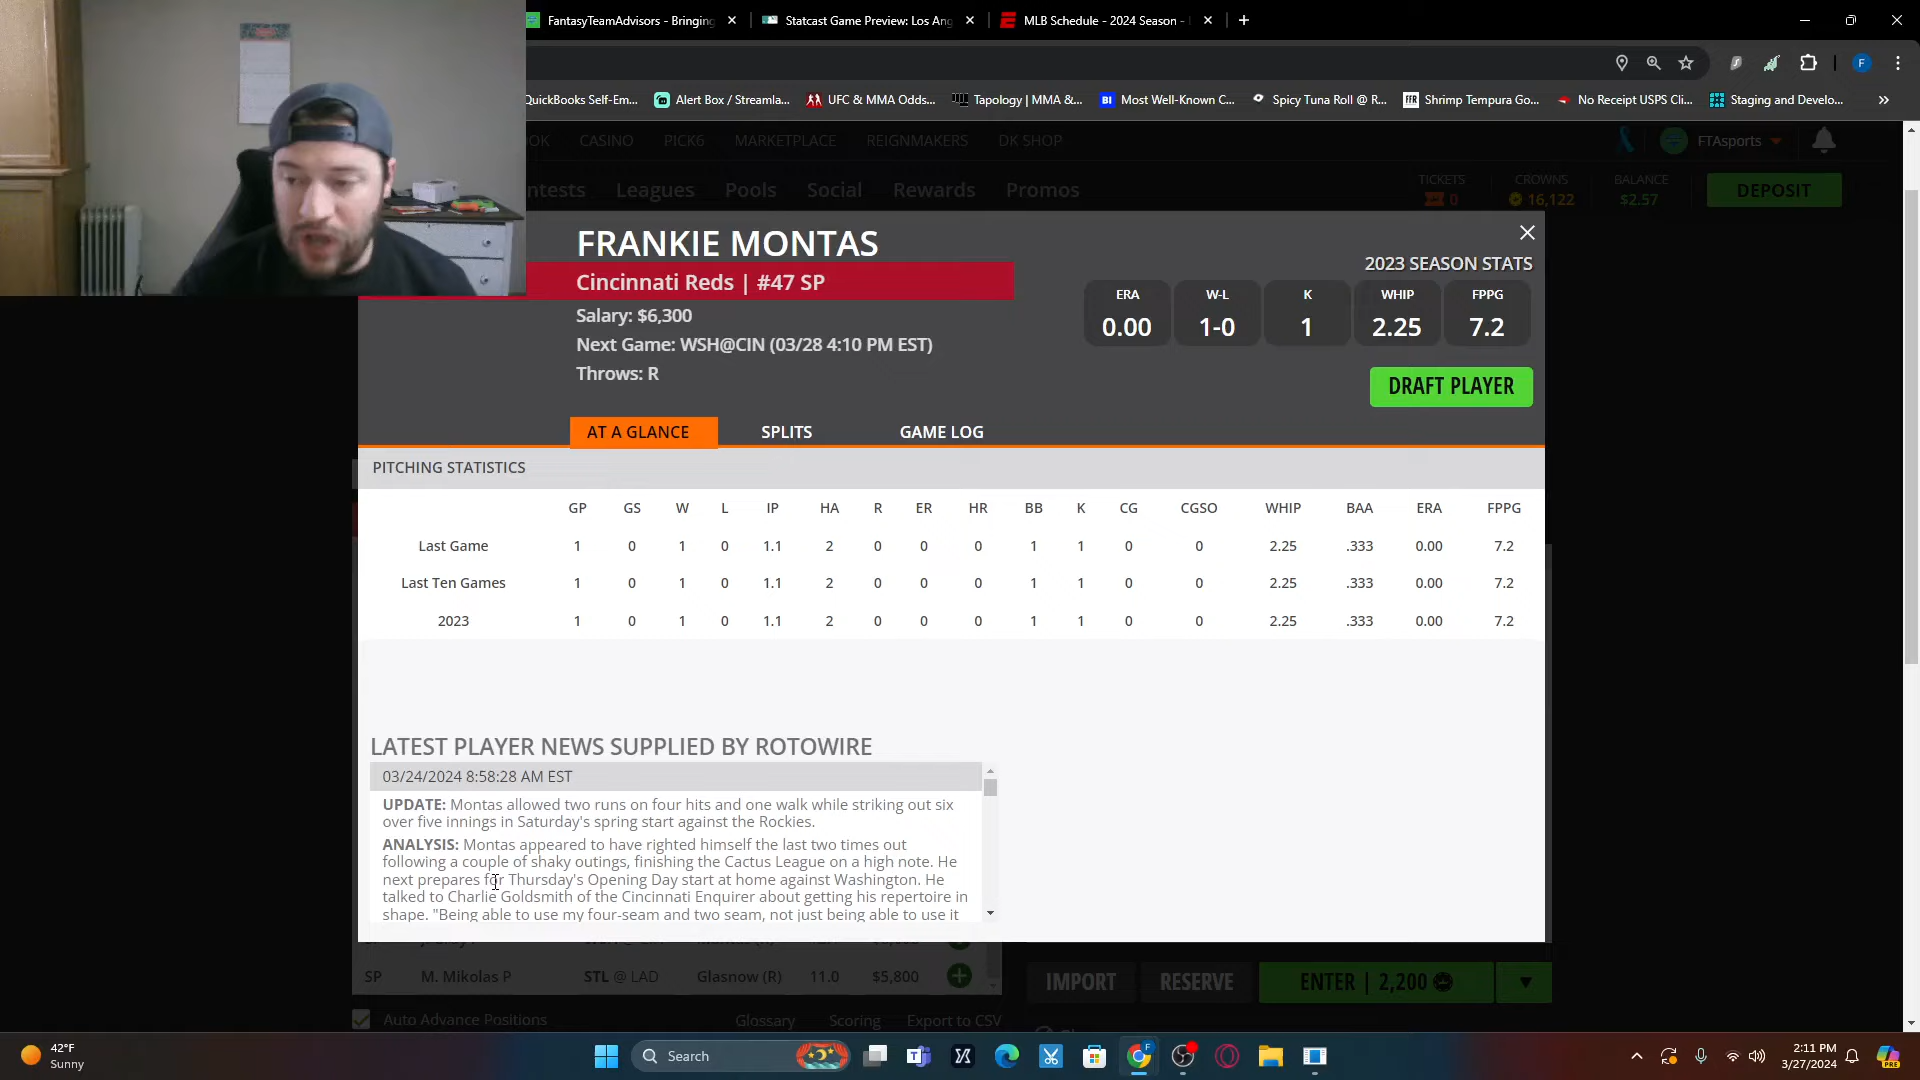 FantasyTeamAdvisors - Bringing
Statcast Game Preview: Los Ang
MLB Schedule - 2024 Season -
QuickBooks Self-Em...
Alert Box / Streamla...
UFC & MMA Odds...
Tapology | MMA &...
BI
Most Well-Known C...
Spicy Tuna Roll @ R...
FFR
Shrimp Tempura Go...
No Receipt USPS Cli...
Staging and Develo...
F
OOK CASINO PICK6 MARKETPLACE REIGNMAKERS DK SHOP
FTAsports
ntests Leagues Pools Social Rewards Promos
TICKETS
0
CROWNS
16,122
BALANCE
$2.57
DEPOSIT
FRANKIE MONTAS
Cincinnati Reds | #47 SP
Salary: $6,300
Next Game: WSH@CIN (03/28 4:10 PM EST)
Throws: R
2023 SEASON STATS
ERA W-L K WHIP FPPG
0.00 1-0 1 2.25 7.2
DRAFT PLAYER
AT A GLANCE SPLITS GAME LOG
PITCHING STATISTICS
GP GS W L IP HA R ER HR BB K CG CGSO WHIP BAA ERA FPPG
Last Game 1 0 1 0 1.1 2 0 0 0 1 1 0 0 2.25 .333 0.00 7.2
Last Ten Games 1 0 1 0 1.1 2 0 0 0 1 1 0 0 2.25 .333 0.00 7.2
2023 1 0 1 0 1.1 2 0 0 0 1 1 0 0 2.25 .333 0.00 7.2
LATEST PLAYER NEWS SUPPLIED BY ROTOWIRE
03/24/2024 8:58:28 AM EST
UPDATE: Montas allowed two runs on four hits and one walk while striking out six
over five innings in Saturday's spring start against the Rockies.
ANALYSIS: Montas appeared to have righted himself the last two times out
following a couple of shaky outings, finishing the Cactus League on a high note. He
next prepares for Thursday's Opening Day start at home against Washington. He
talked to Charlie Goldsmith of the Cincinnati Enquirer about getting his repertoire in
shape. "Being able to use my four-seam and two seam, not just being able to use it
SP M. Mikolas P STL @ LAD Glasnow (R) 11.0 $5,800
IMPORT RESERVE ENTER | 2,200
Auto Advance Positions Glossary Scoring Export to CSV
42°F
Sunny
Search
2:11 PM
3/27/2024
PRE